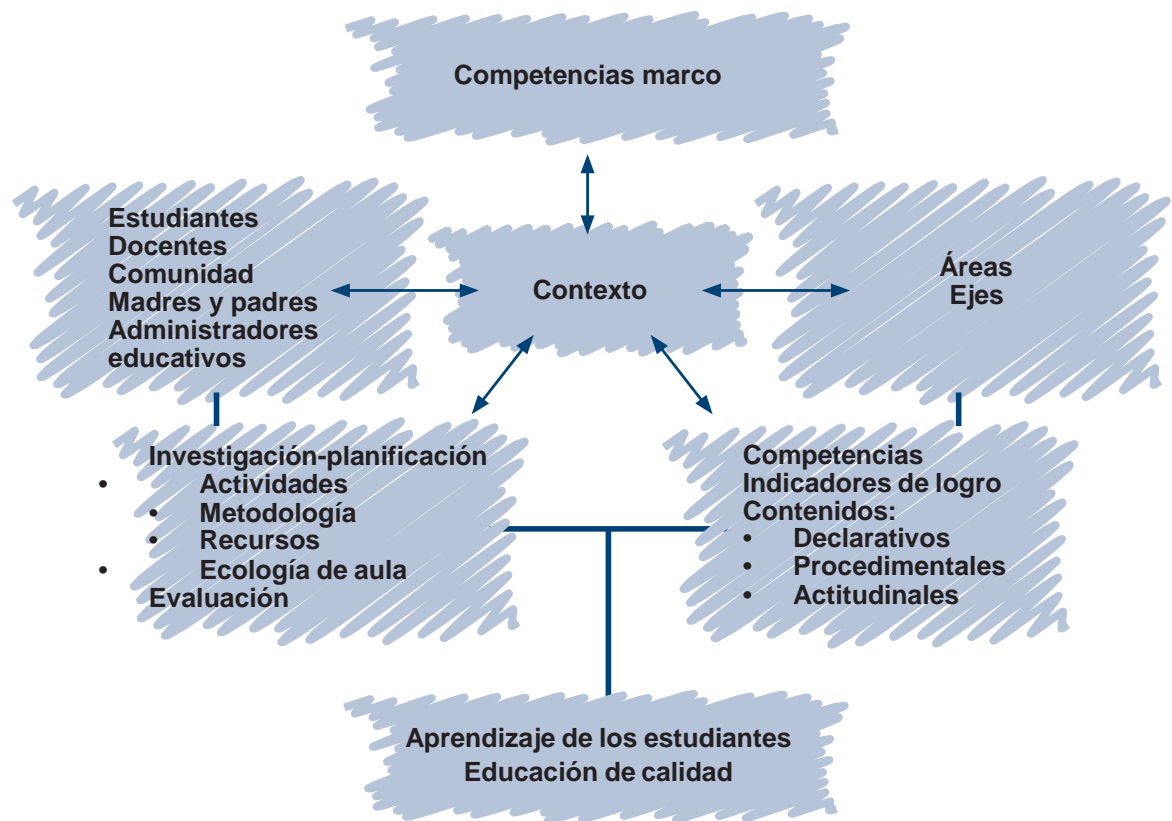 Competencias marco
Estudiantes
Docentes
Comunidad
Madres y padres
Administradores
educativos
Contexto
Áreas
Ejes
Investigación-planificación
• Actividades
• Metodología
• Recursos
• Ecología de aula
Evaluación
Competencias
Indicadores de logro
Contenidos:
• Declarativos
• Procedimentales
• Actitudinales
Aprendizaje de los estudiantes
Educación de calidad